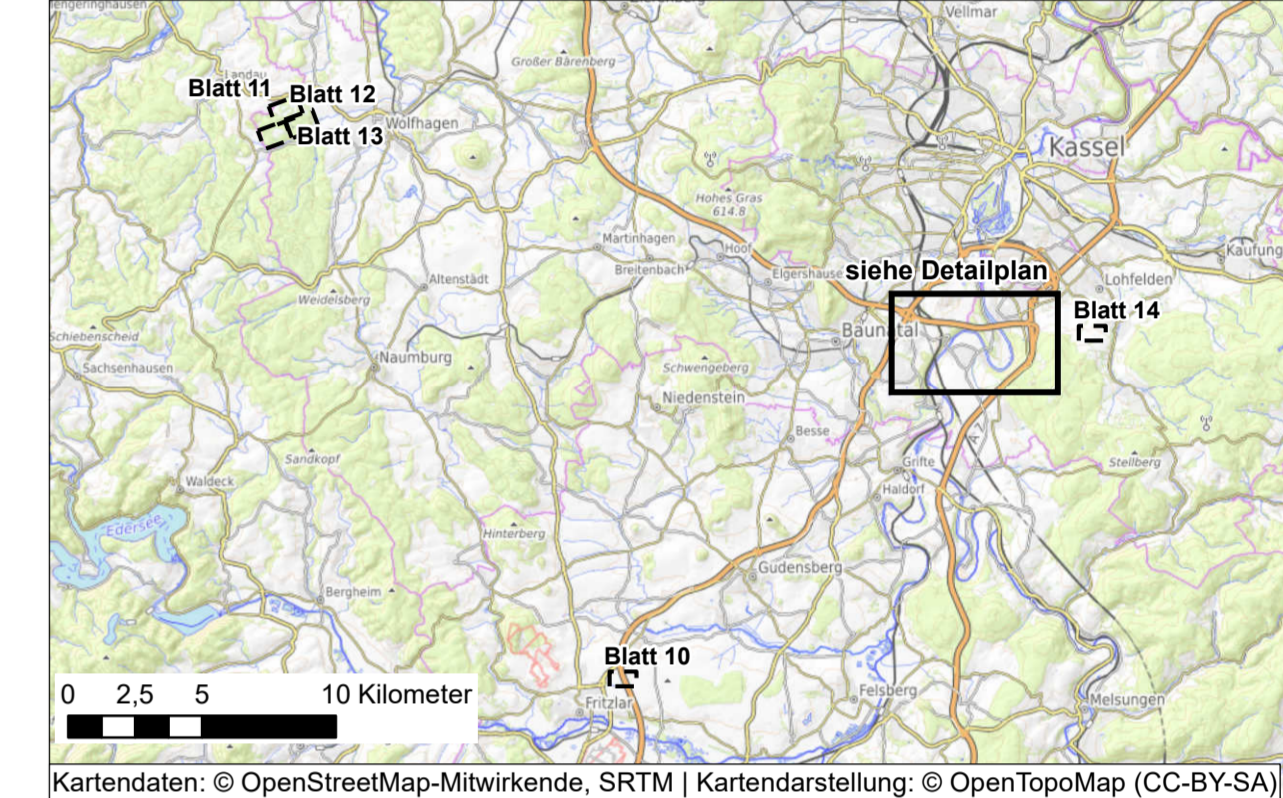 engeringhausen
Vellmar
Großer Bärenberg
Landau
Blatt 11
Blatt 12
Wolfhagen
Blatt 13
Kassel
Hohes Gras
614.8
Martinhagen
Hoof
Breitenbach
Elgershause
siehe Detailplan
Kaufung
Altenstädt
Lohfelden
Weidelsberg
Blatt 14
Schiebenscheid
Baunatal
Naumburg
Sachsenhausen
Schwengeberg
Niedenstein
Besse
A 7
Sandkopf
Grifte
Stellberg
Waldeck
Haldorf
Edersee
Hinterberg
Gudensberg
Bergheim
Blatt 10
Felsberg
Fritzlar
Melsungen
0 2,5 5 10 Kilometer
Kartendaten: © OpenStreetMap-Mitwirkende, SRTM | Kartendarstellung: © OpenTopoMap (CC-BY-SA)